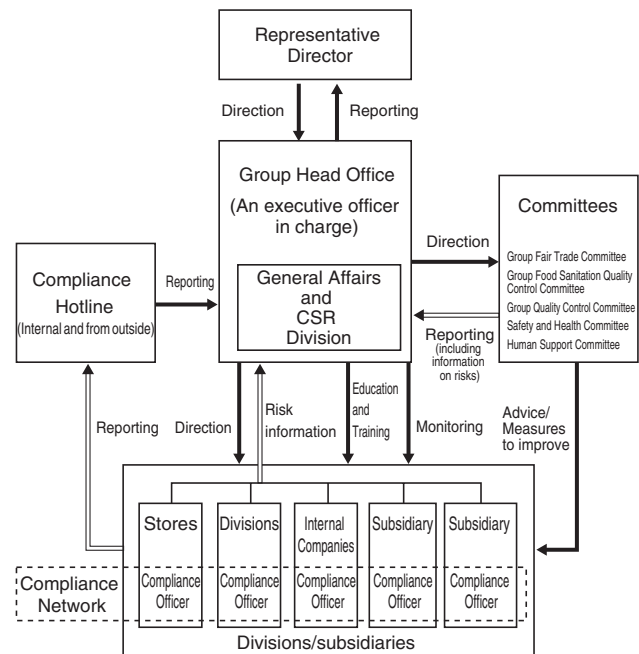 Representative
Director
Direction
Reporting
Group Head Office
(An executive officer
in charge)
General Affairs
and
CSR
Division
Committees
Group Fair Trade Committee
Group Food Sanitation Quality
Control Committee
Group Quality Control Committee
Safety and Health Committee
Human Support Committee
Direction
Reporting
(including
information
on risks)
Compliance
Hotline
(Internal and from outside)
Reporting
Reporting
Direction
Risk
information
Education
and
Training
Monitoring
Advice/
Measures
to improve
Stores
Divisions
Internal
Companies
Subsidiary
Subsidiary
Compliance
Network
Compliance
Officer
Compliance
Officer
Compliance
Officer
Compliance
Officer
Compliance
Officer
Divisions/subsidiaries